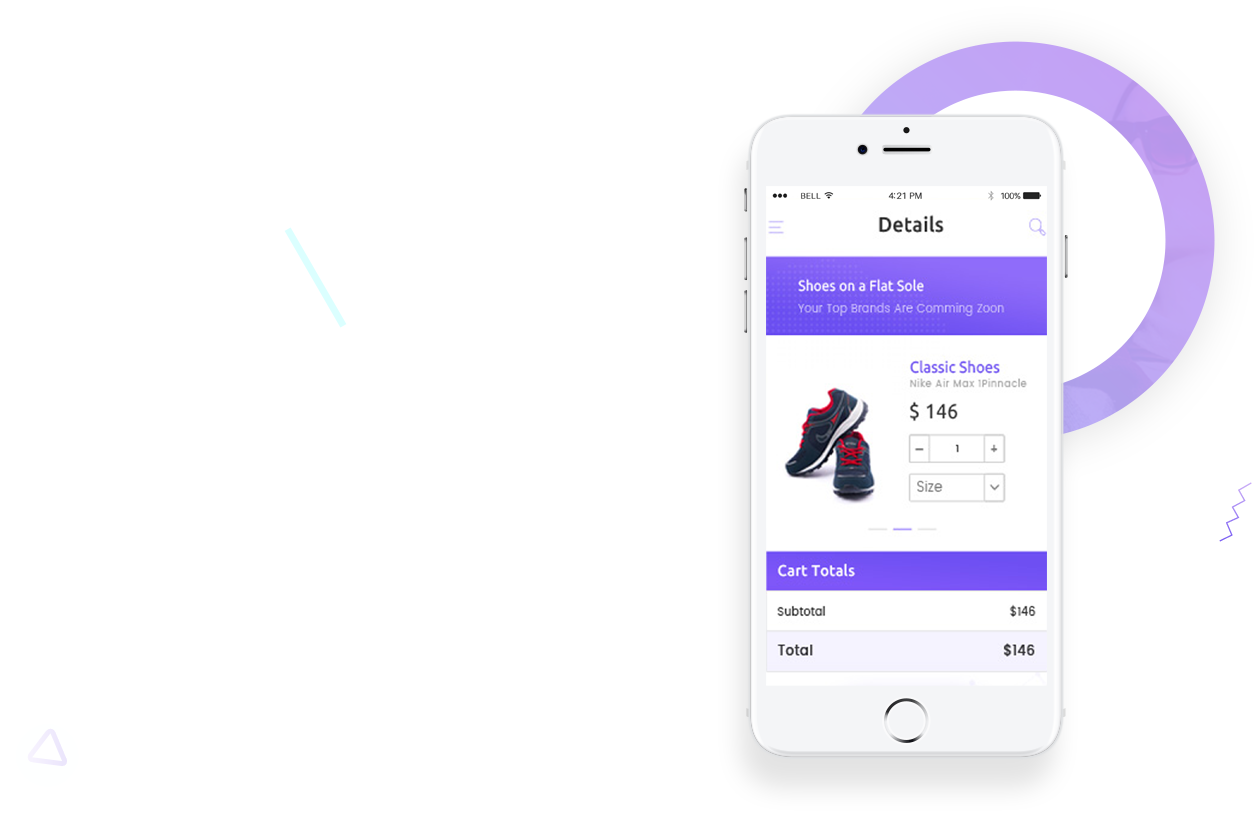 BELL 4:21 PM 100%
Details
Shoes on a Flat Sole
Your Top Brands Are Comming Zoon
Classic Shoes
Nike Air Max 1Pinnacle
$ 146
− 1 +
Size
Cart Totals
Subtotal $146
Total $146